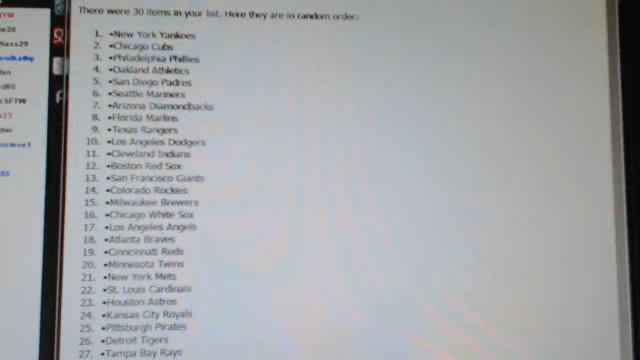 There were 30 items in your list. Here they are in random order:
1. •New York Yankees
2. •Chicago Cubs
3. •Philadelphia Phillies
4. •Oakland Athletics
5. •San Diego Padres
6. •Seattle Mariners
7. •Arizona Diamondbacks
8. •Florida Marlins
9. •Texas Rangers
10. •Los Angeles Dodgers
11. •Cleveland Indians
12. •Boston Red Sox
13. •San Francisco Giants
14. •Colorado Rockies
15. •Milwaukee Brewers
16. •Chicago White Sox
17. •Los Angeles Angels
18. •Atlanta Braves
19. •Cinncinnati Reds
20. •Minnesota Twins
21. •New York Mets
22. •St. Louis Cardinals
23. •Houston Astros
24. •Kansas City Royals
25. •Pittsburgh Pirates
26. •Detroit Tigers
27. •Tampa Bay Rays